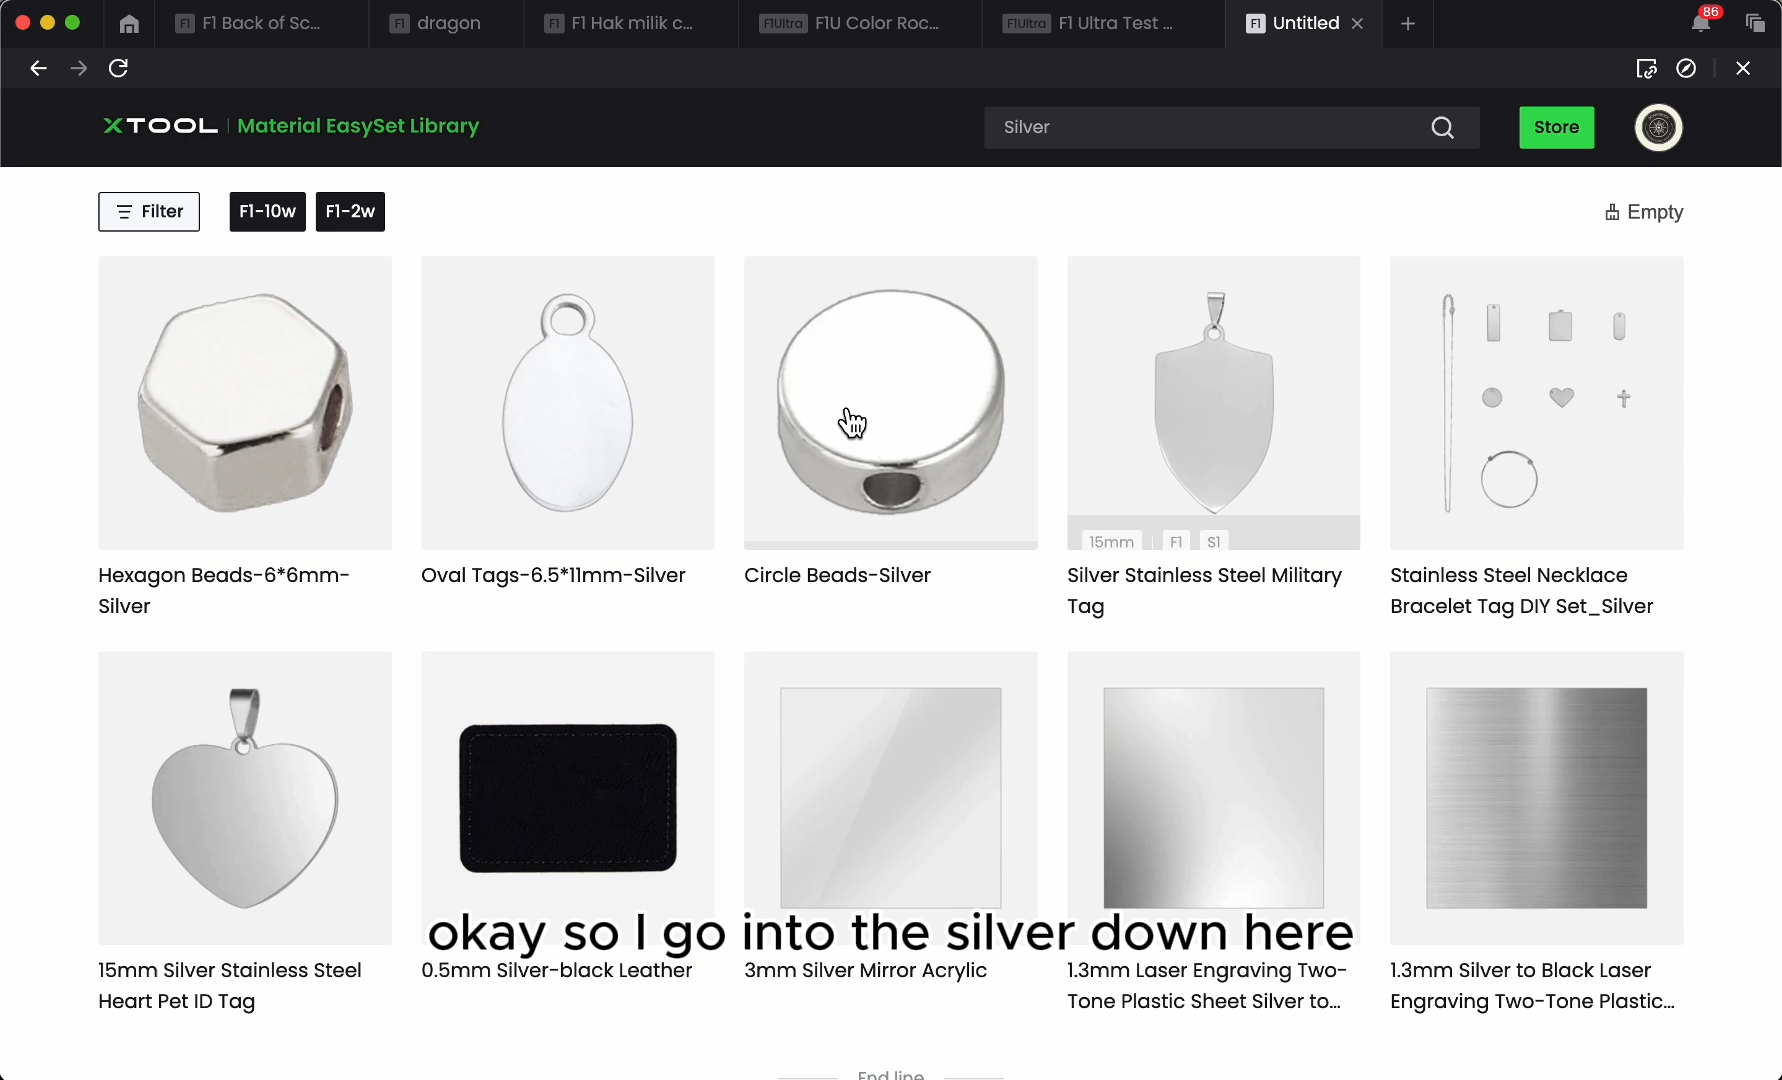 F1 F1 Back of Sc...
F1 dragon
F1 F1 Hak milik c...
F1Ultra F1U Color Roc...
F1Ultra F1 Ultra Test ...
F1 Untitled
86
XTOOL | Material EasySet Library
Silver
Store
Filter
F1-10w
F1-2w
Empty
15mm | F1 S1
Hexagon Beads-6*6mm-
Silver
Oval Tags-6.5*11mm-Silver
Circle Beads-Silver
Silver Stainless Steel Military
Tag
Stainless Steel Necklace
Bracelet Tag DIY Set_Silver
okay so I go into the silver down here
15mm Silver Stainless Steel
Heart Pet ID Tag
0.5mm Silver-black Leather
3mm Silver Mirror Acrylic
1.3mm Laser Engraving Two-
Tone Plastic Sheet Silver to...
1.3mm Silver to Black Laser
Engraving Two-Tone Plastic...
End line